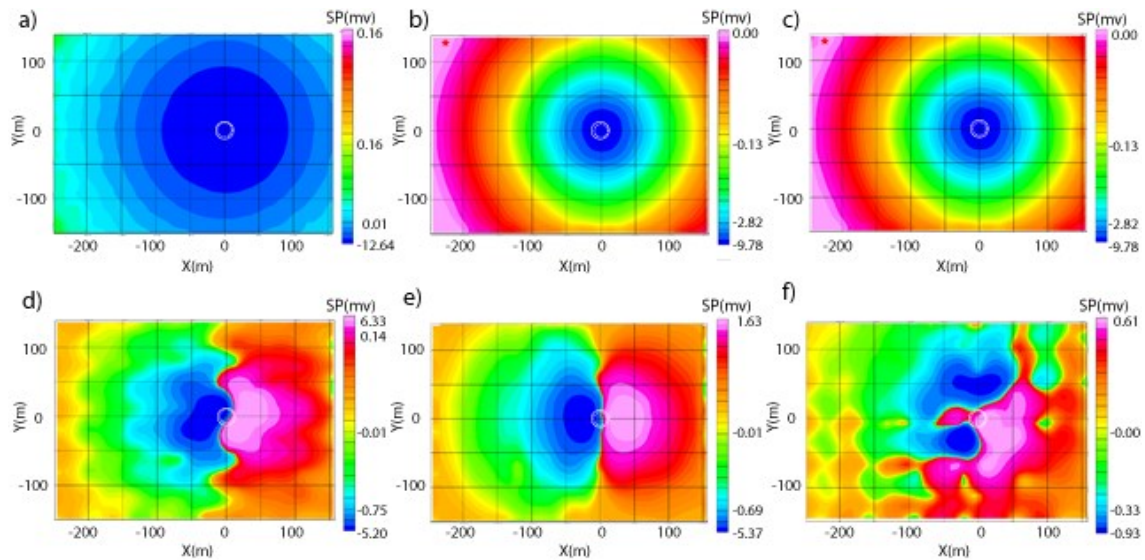 a)
SP(mv)
0.16
0.16
0.01
-12.64
100
0
-100
Y(m)
-200
-100
0
100
X(m)
b)
SP(mv)
0.00
-0.13
-2.82
-9.78
100
0
-100
Y(m)
-200
-100
0
100
X(m)
c)
SP(mv)
0.00
-0.13
-2.82
-9.78
100
0
-100
Y(m)
-200
-100
0
100
X(m)
d)
SP(mv)
6.33
0.14
-0.01
-0.75
-5.20
100
0
-100
Y(m)
-200
-100
0
100
X(m)
e)
SP(mv)
1.63
-0.01
-0.69
-5.37
100
0
-100
Y(m)
-200
-100
0
100
X(m)
f)
SP(mv)
0.61
-0.00
-0.33
100
0
-100
Y(m)
-200
-100
0
100
X(m)